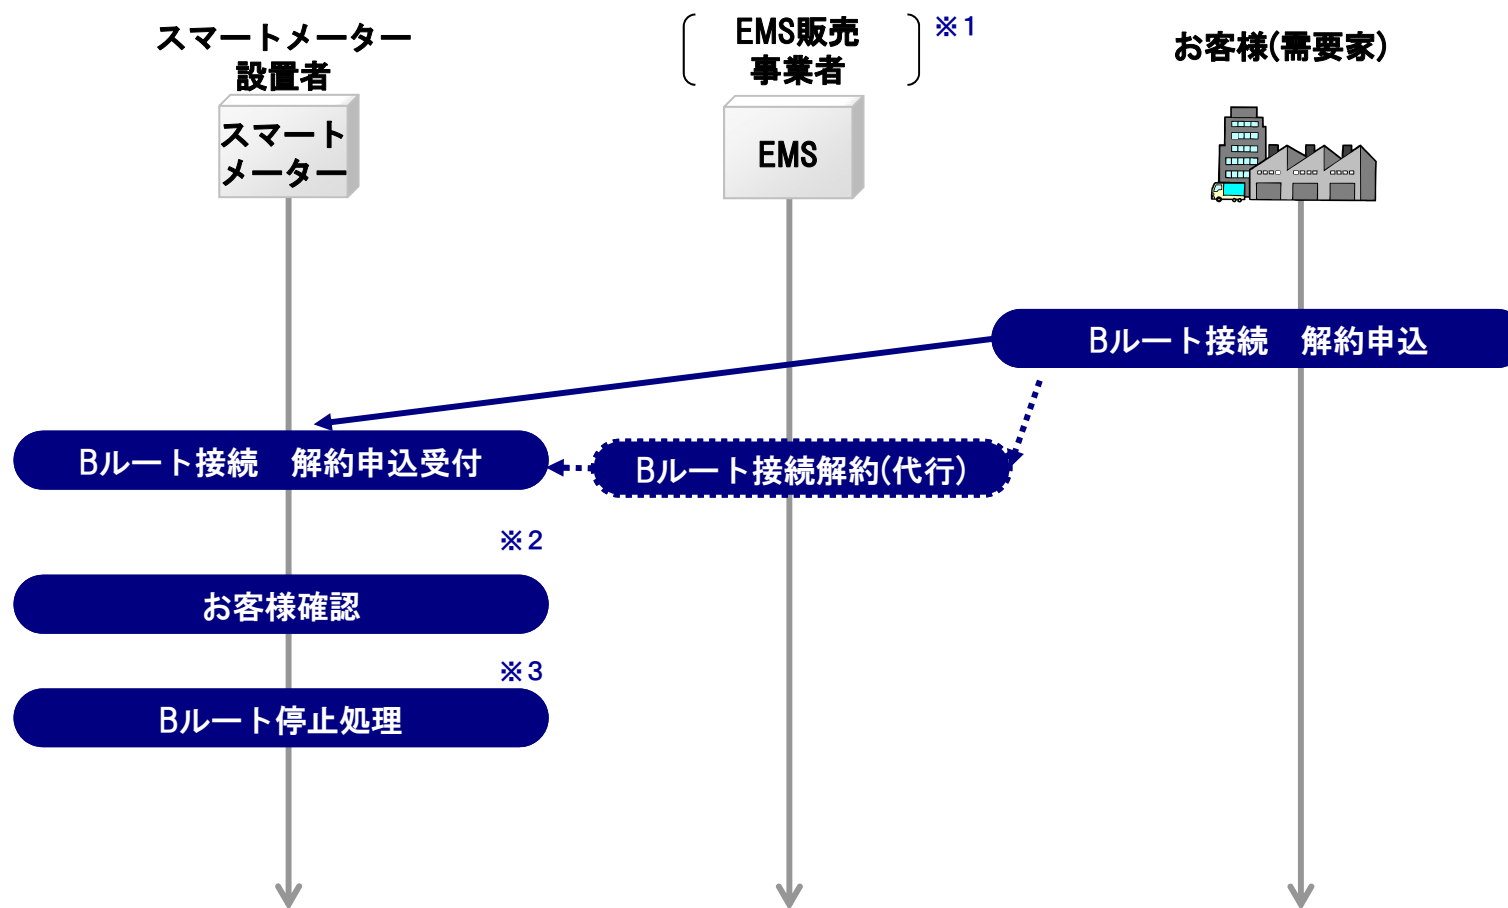 スマートメーター
設置者
EMS販売
事業者
※1
お客様(需要家)
スマート
メーター
EMS
Bルート接続　解約申込
Bルート接続　解約申込受付
Bルート接続解約(代行)
※2
お客様確認
※3
Bルート停止処理